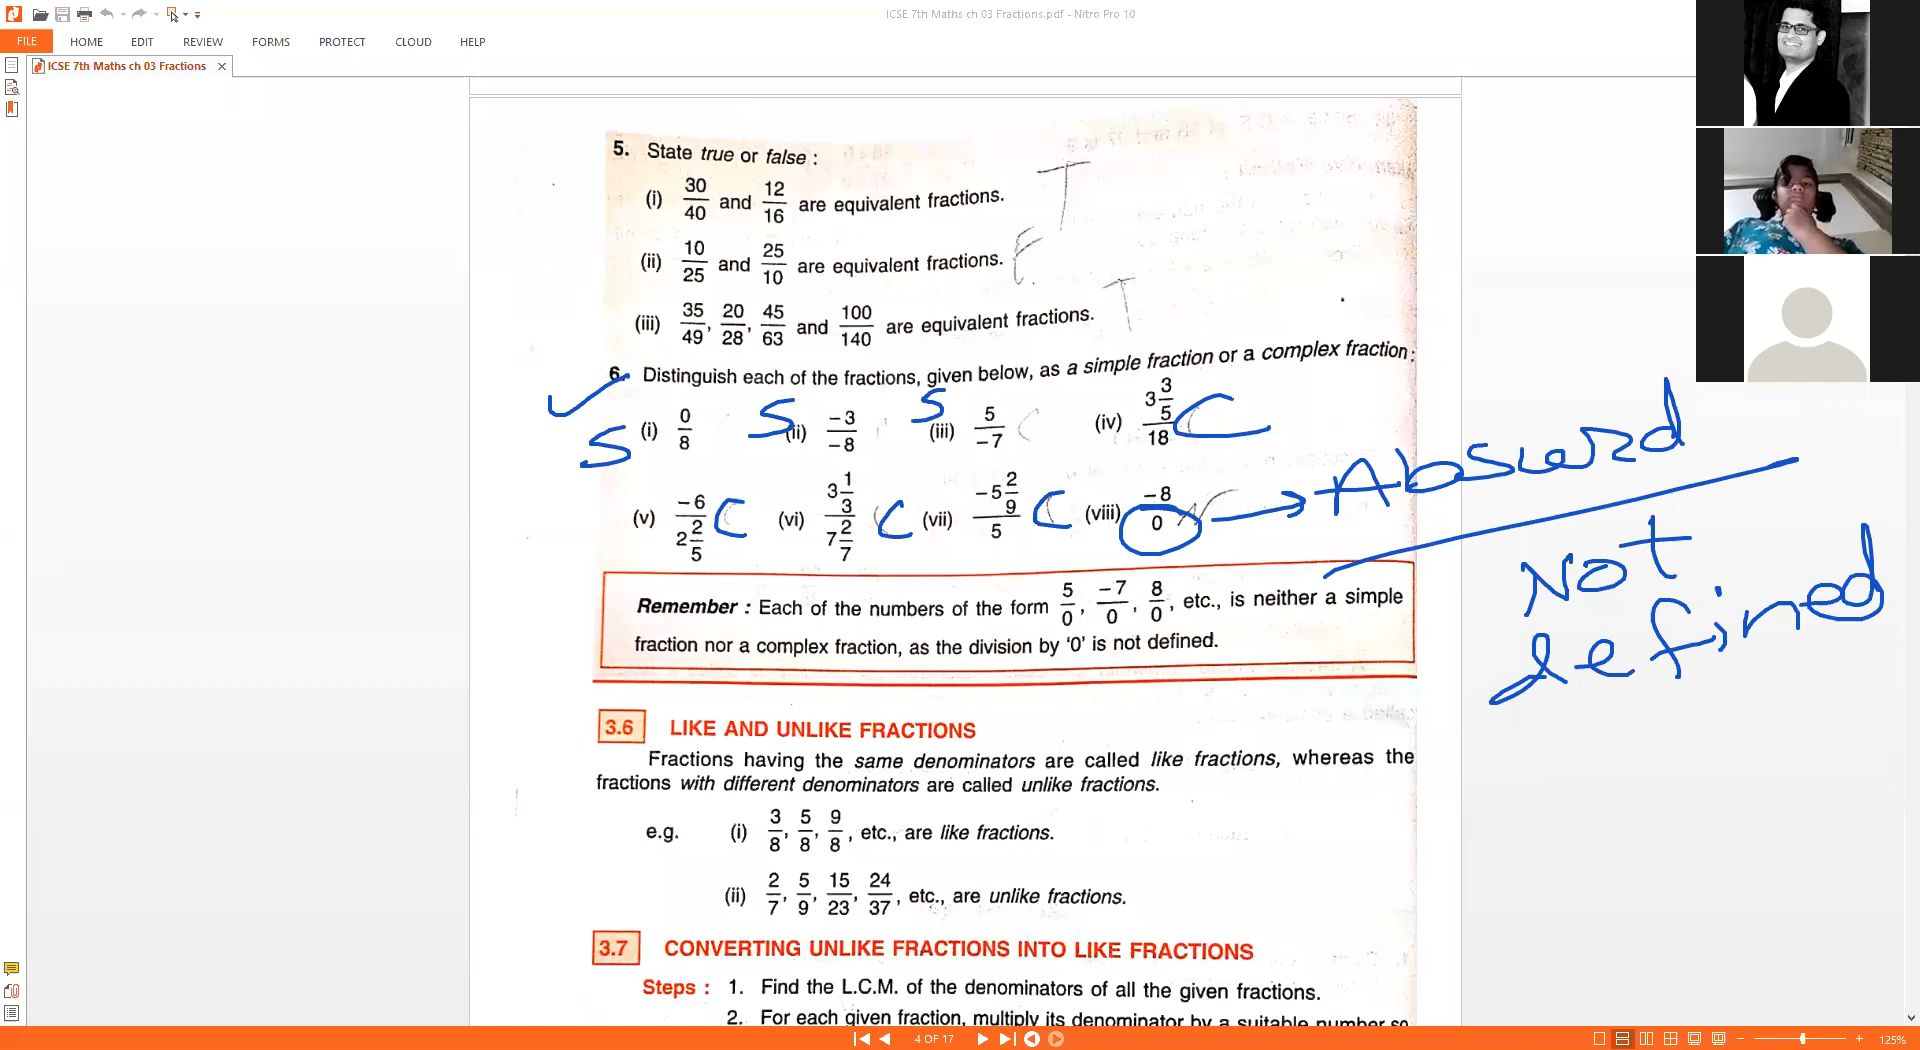 ICSE 7th Maths ch 03 Fractions.pdf - Nitro Pro 10
FILE HOME EDIT REVIEW FORMS PROTECT CLOUD HELP
ICSE 7th Maths ch 03 Fractions ×
5. State true or false :
(i) 30/40 and 12/16 are equivalent fractions. T
(ii) 10/25 and 25/10 are equivalent fractions. F
(iii) 35/49, 20/28, 45/63 and 100/140 are equivalent fractions. T
6. Distinguish each of the fractions, given below, as a simple fraction or a complex fraction :
S (i) 0/8 S (ii) -3/-8 S (iii) 5/-7 (iv) 3 3/5/18 C
(v) -6/2 2/5 C (vi) 3 1/3/7 2/7 C (vii) -5 2/9/5 C (viii) -8/0 N → Absurd
Not
defined
Remember : Each of the numbers of the form 5/0, -7/0, 8/0, etc., is neither a simple
fraction nor a complex fraction, as the division by ‘0’ is not defined.
3.6 LIKE AND UNLIKE FRACTIONS
Fractions having the same denominators are called like fractions, whereas the
fractions with different denominators are called unlike fractions.
e.g. (i) 3/8, 5/8, 9/8, etc., are like fractions.
(ii) 2/7, 5/9, 15/23, 24/37, etc., are unlike fractions.
3.7 CONVERTING UNLIKE FRACTIONS INTO LIKE FRACTIONS
Steps : 1. Find the L.C.M. of the denominators of all the given fractions.
2. For each given fraction, multiply its denominator by a suitable number so
4 OF 17
125%